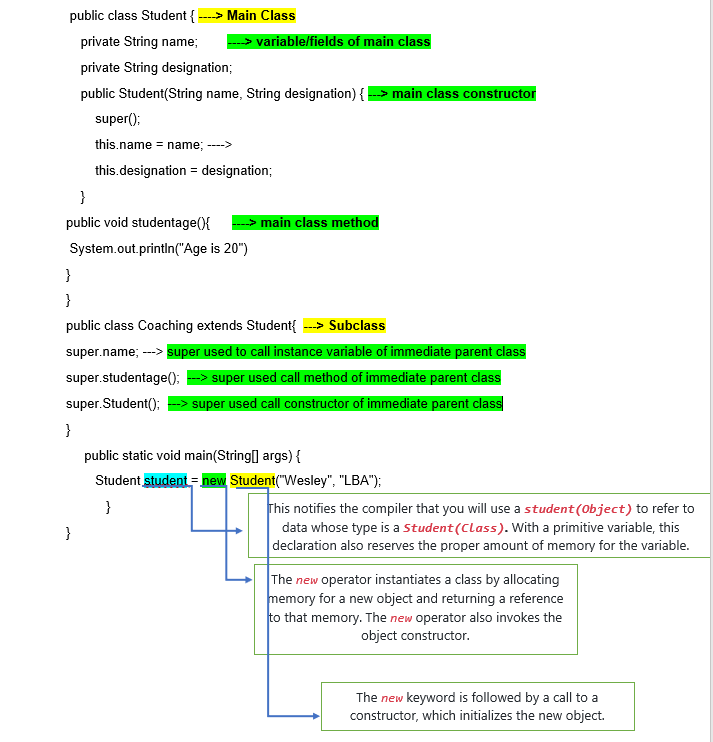 public class Student { ----> Main Class
private String name; ----> variable/fields of main class
private String designation;
public Student(String name, String designation) { ---> main class constructor
super();
this.name = name; ---->
this.designation = designation;
}
public void studentage(){ ----> main class method
System.out.println("Age is 20")
}
}
public class Coaching extends Student{ ---> Subclass
super.name; ---> super used to call instance variable of immediate parent class
super.studentage(); ---> super used call method of immediate parent class
super.Student(); ---> super used call constructor of immediate parent class
}
public static void main(String[] args) {
Student student = new Student("Wesley", "LBA");
}
}
This notifies the compiler that you will use a student(Object) to refer to
data whose type is a Student(Class). With a primitive variable, this
declaration also reserves the proper amount of memory for the variable.
The new operator instantiates a class by allocating
memory for a new object and returning a reference
to that memory. The new operator also invokes the
object constructor.
The new keyword is followed by a call to a
constructor, which initializes the new object.